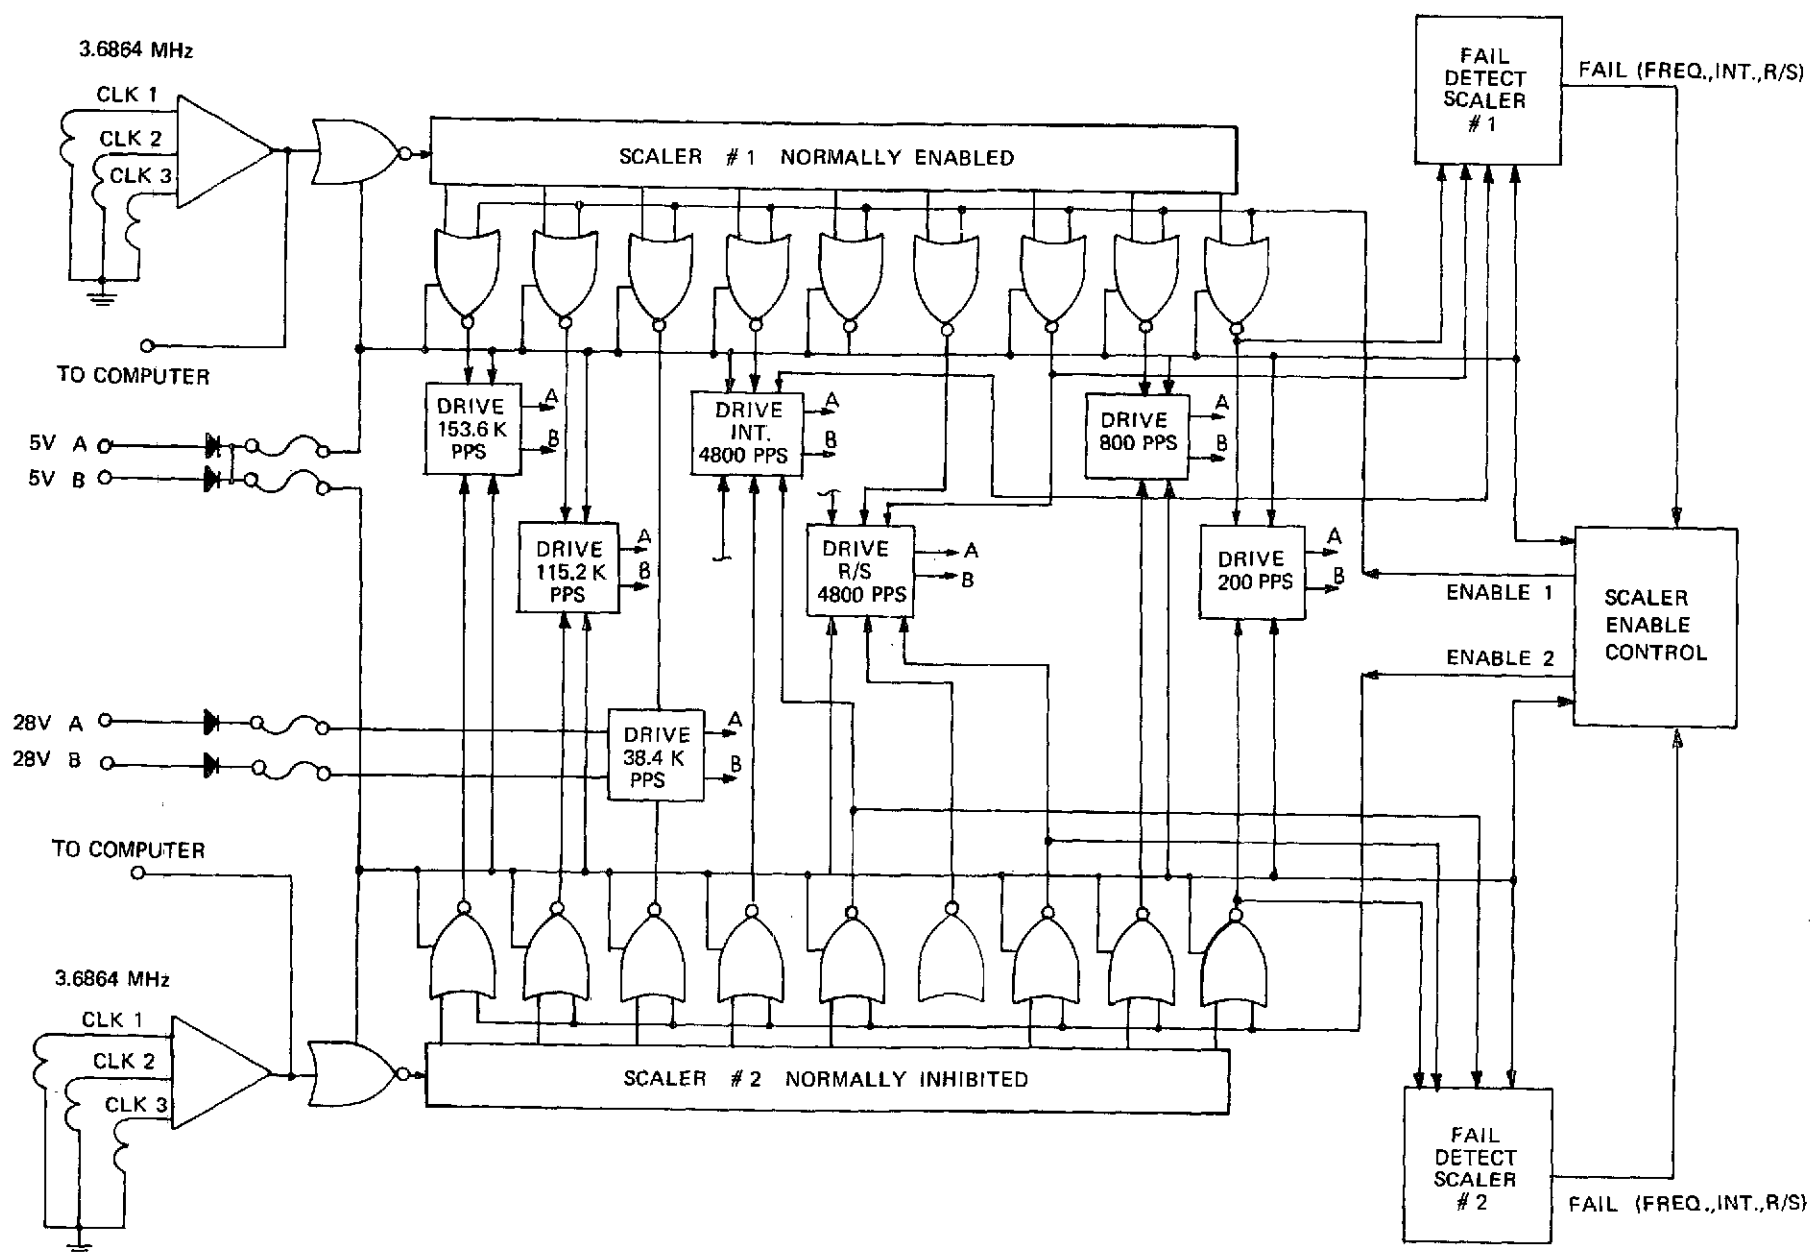 3.6864 MHz
CLK 1
CLK 2
CLK 3
TO COMPUTER
SCALER #1 NORMALLY ENABLED
FAIL
DETECT
SCALER
#1
FAIL (FREQ.,INT.,R/S)
5V A
5V B
DRIVE
153.6 K
PPS
A
B
DRIVE
INT.
4800 PPS
A
B
DRIVE
800 PPS
A
B
DRIVE
115.2 K
PPS
A
B
DRIVE
R/S
4800 PPS
A
B
DRIVE
200 PPS
A
B
ENABLE 1
ENABLE 2
SCALER
ENABLE
CONTROL
28V A
28V B
DRIVE
38.4 K
PPS
A
B
TO COMPUTER
3.6864 MHz
CLK 1
CLK 2
CLK 3
SCALER #2 NORMALLY INHIBITED
FAIL
DETECT
SCALER
#2
FAIL (FREQ.,INT.,R/S)